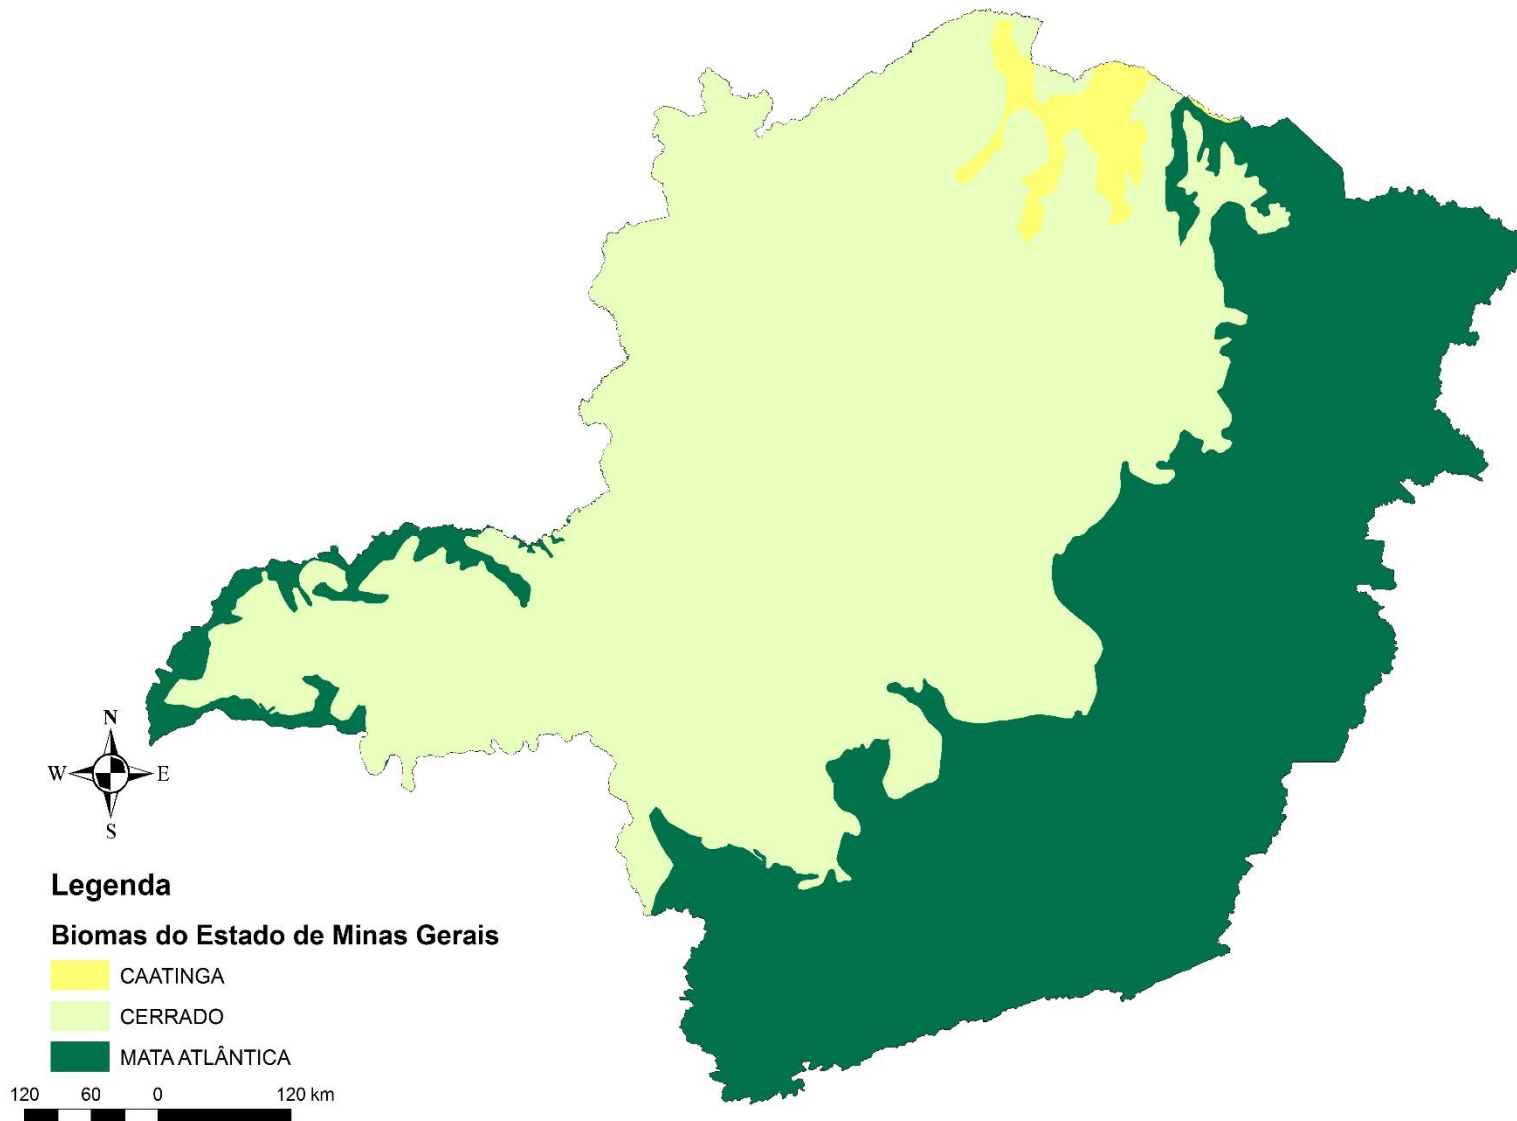 N
W E
S
Legenda
Biomas do Estado de Minas Gerais
CAATINGA
CERRADO
MATA ATLÂNTICA
120 60 0 120 km